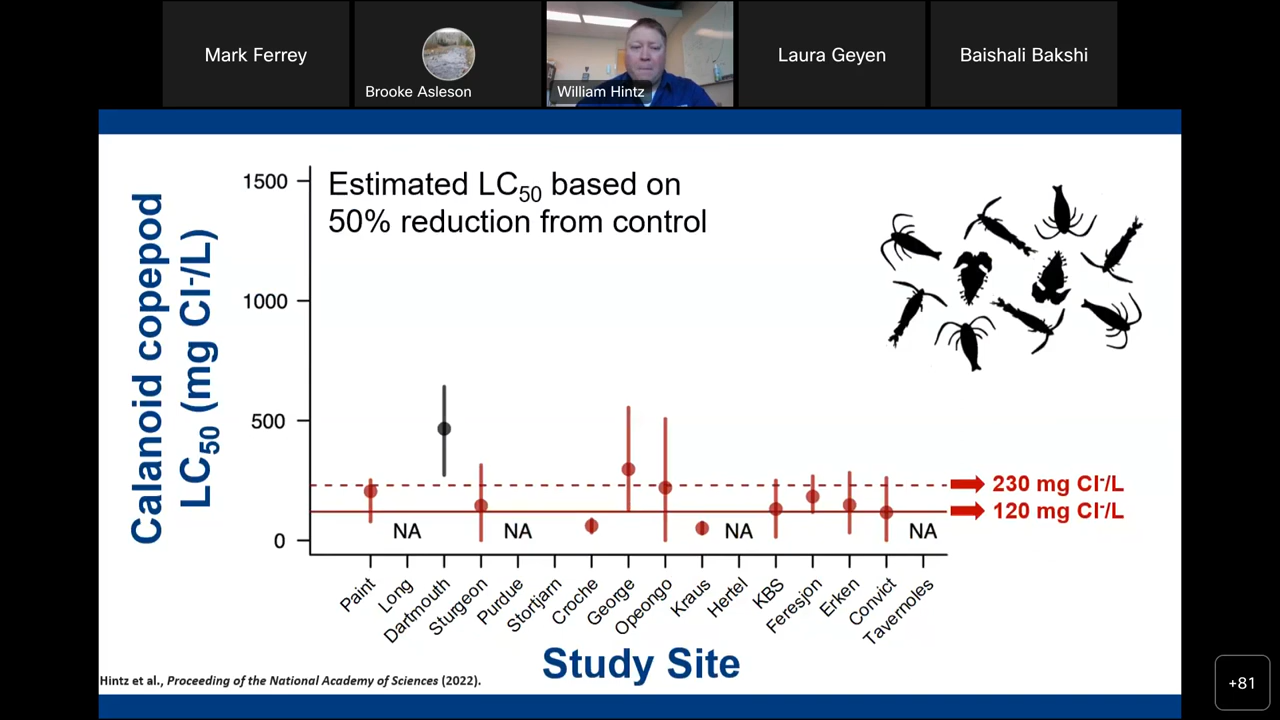 Mark Ferrey
Brooke Asleson
William Hintz
Laura Geyen
Baishali Bakshi
Estimated LC50 based on
50% reduction from control
Calanoid copepod
LC50 (mg Cl-/L)
1500
1000
500
0
230 mg Cl-/L
120 mg Cl-/L
NA
NA
NA
NA
Paint
Long
Dartmouth
Sturgeon
Purdue
Stortjarn
Croche
George
Opeongo
Kraus
Hertel
KBS
Feresjon
Erken
Convict
Tavernoles
Study Site
Hintz et al., Proceeding of the National Academy of Sciences (2022).
+81